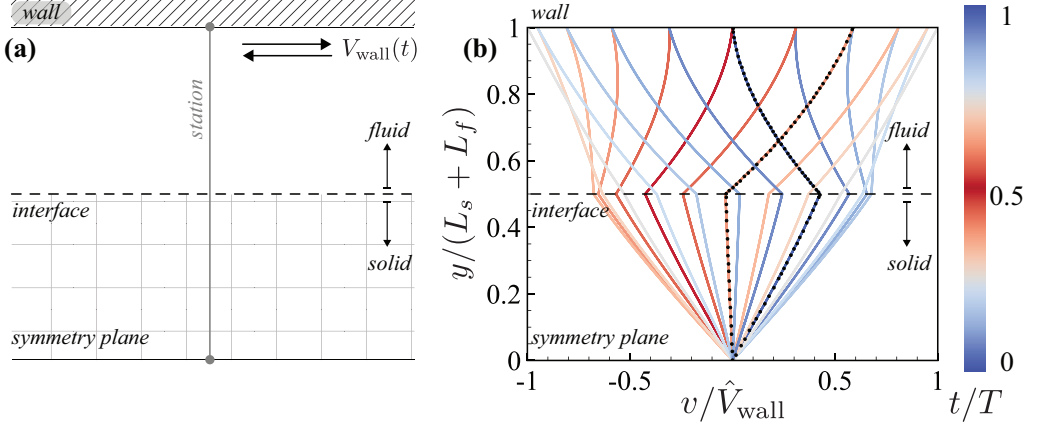 wall
(a)
V_wall(t)
station
fluid
interface
solid
symmetry plane
(b)
wall
fluid
interface
solid
symmetry plane
y/(L_s + L_f)
1
0.8
0.6
0.4
0.2
0
-1
-0.5
0
0.5
1
v/V̂_wall
1
0.5
0
t/T